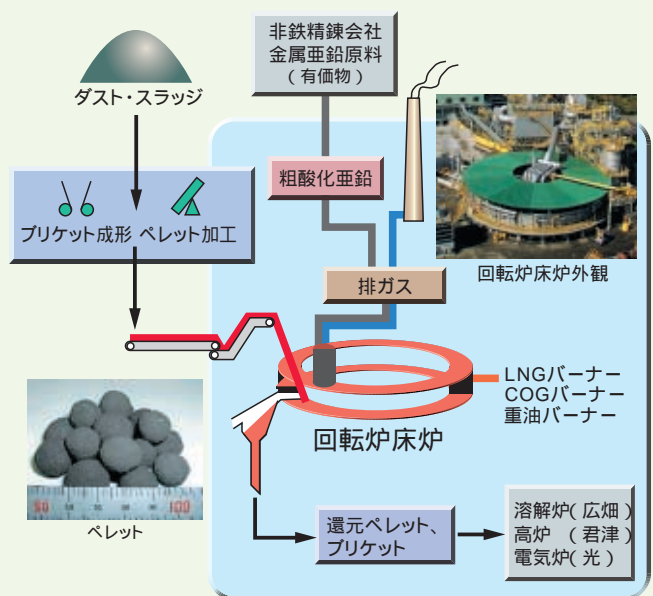 非鉄精錬会社
金属亜鉛原料
(有価物)
ダスト・スラッジ
粗酸化亜鉛
ブリケット成形 ペレット加工
回転炉床炉外観
排ガス
LNGバーナー
COGバーナー
重油バーナー
回転炉床炉
50 100
ペレット
還元ペレット、
ブリケット
溶解炉(広畑)
高炉 (君津)
電気炉(光)